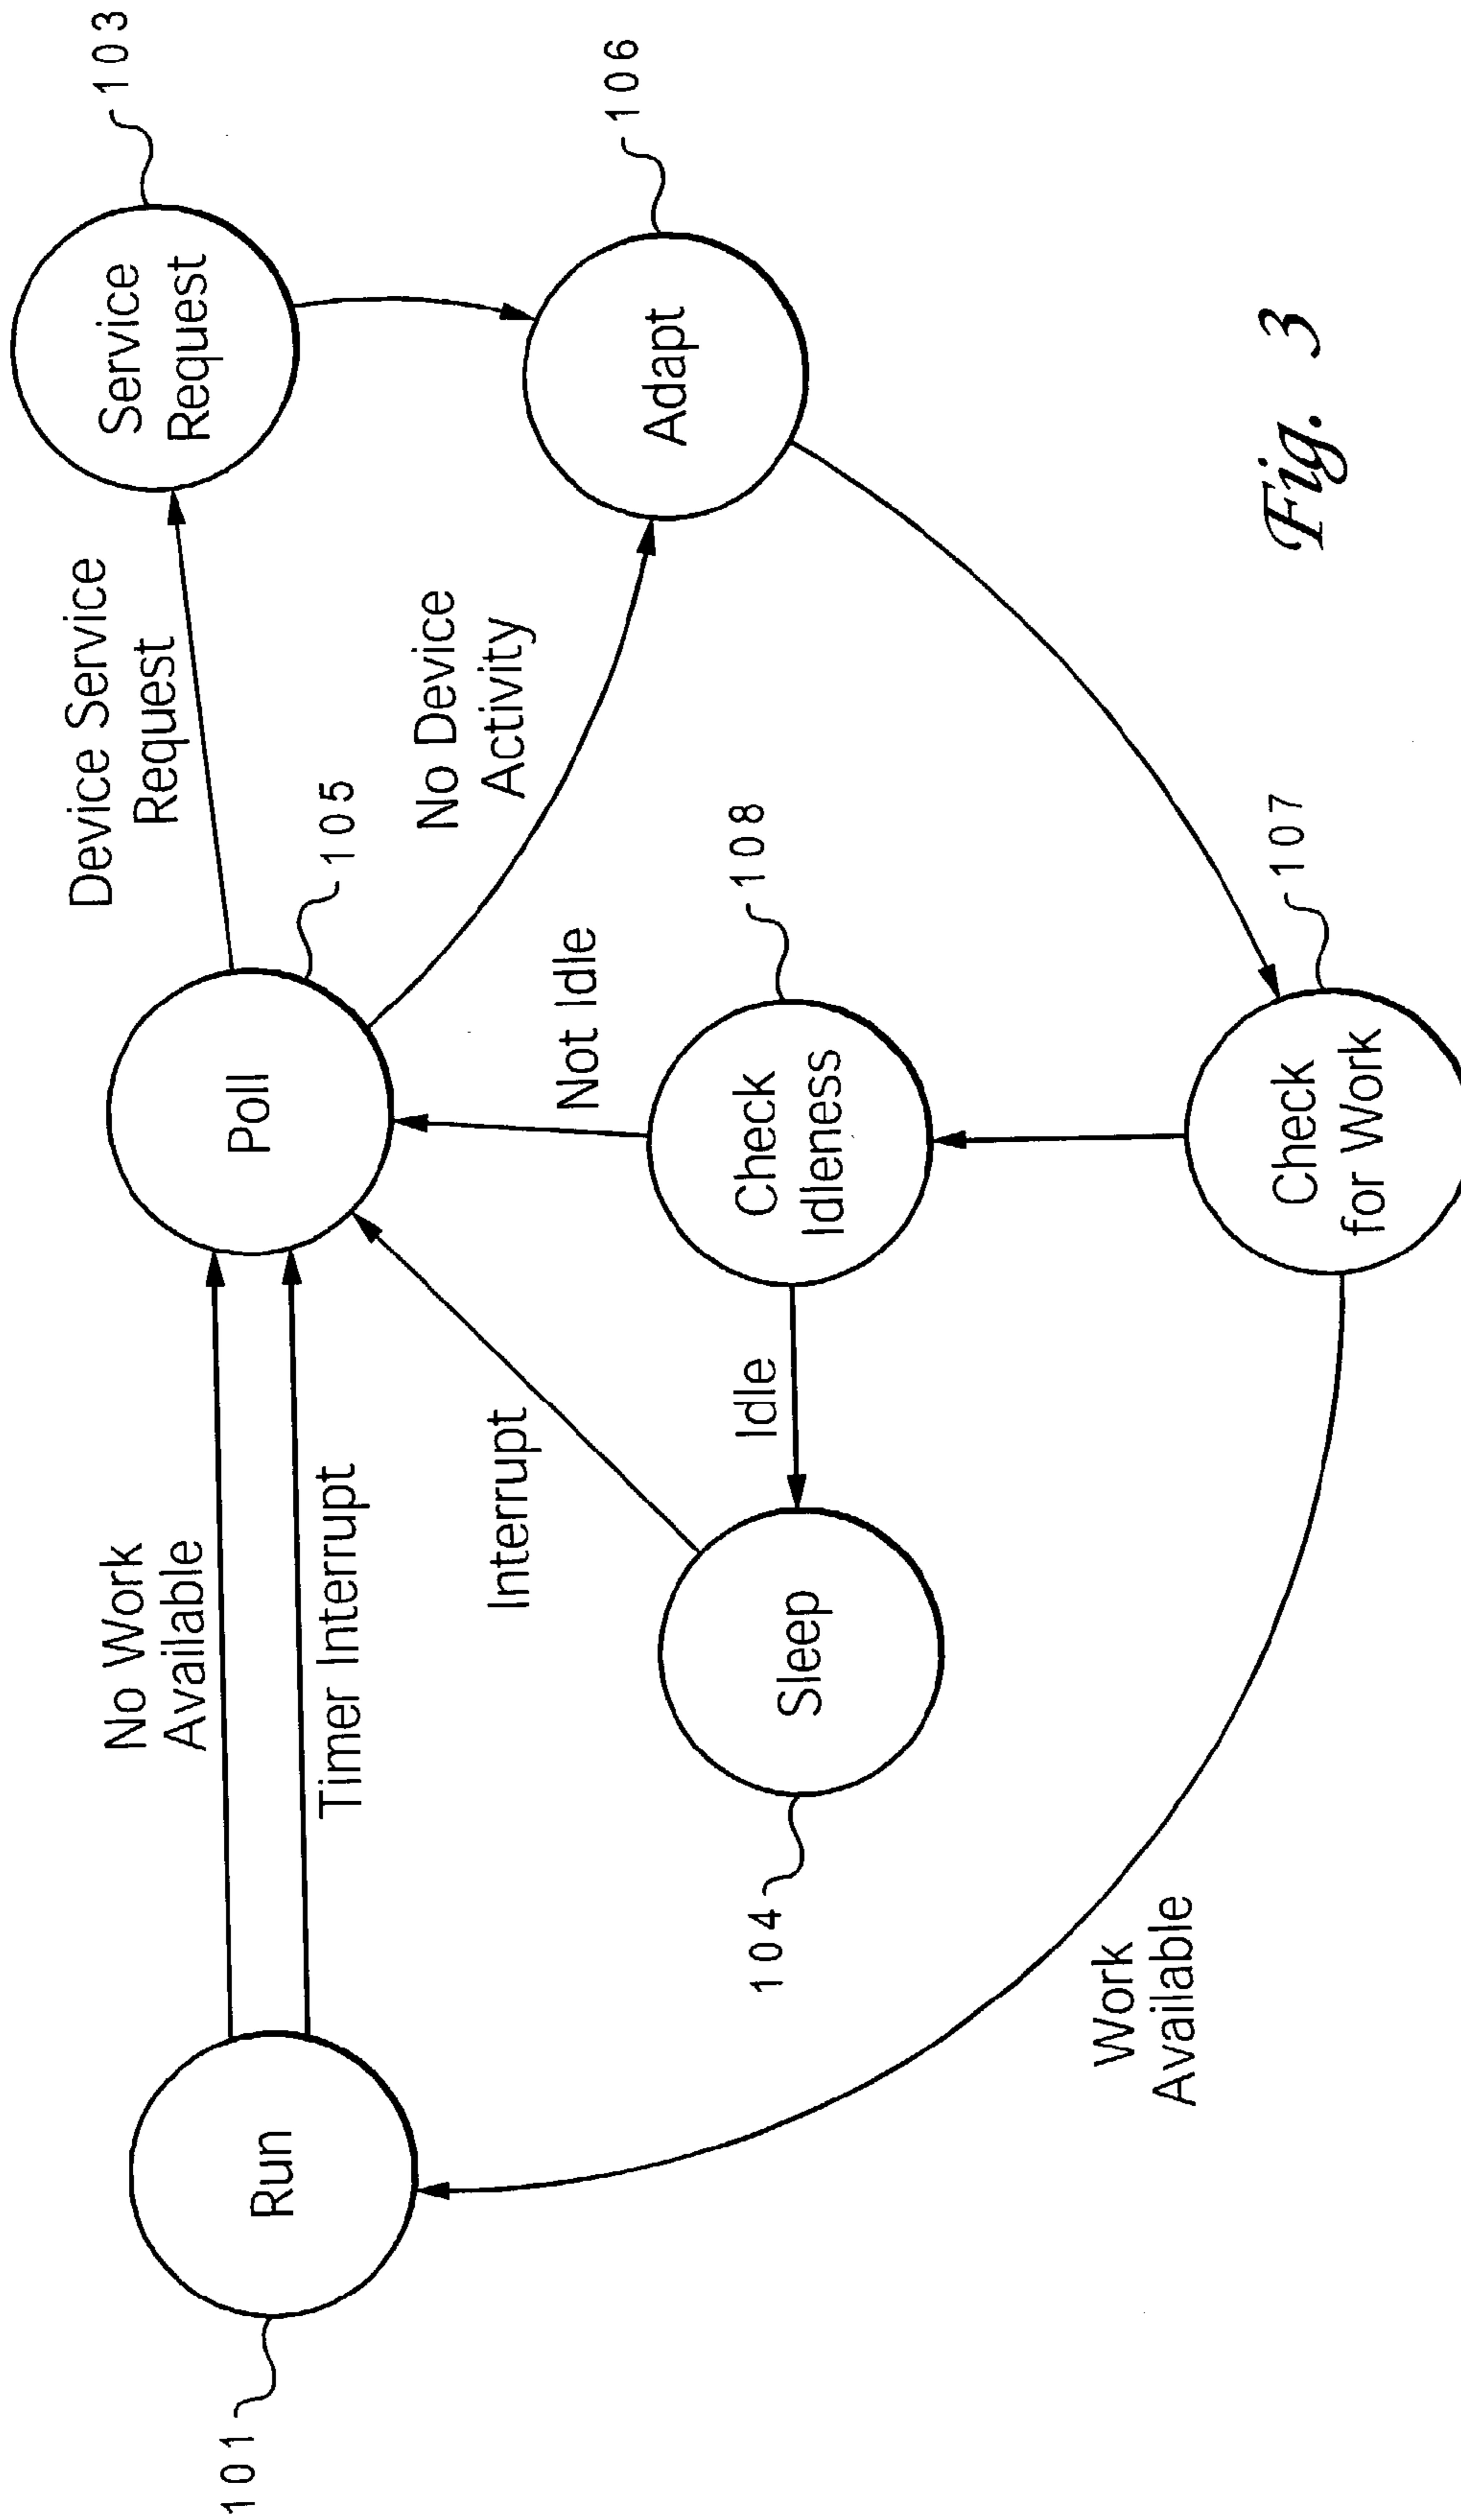 101
Run
No Work
Available
Timer Interrupt
Interrupt
104
Sleep
Idle
Work
Available
Poll
105
Device Service
Request
Service
Request
103
No Device
Activity
Not Idle
Check
Idleness
108
Adapt
106
Check
for Work
107
Fig. 3